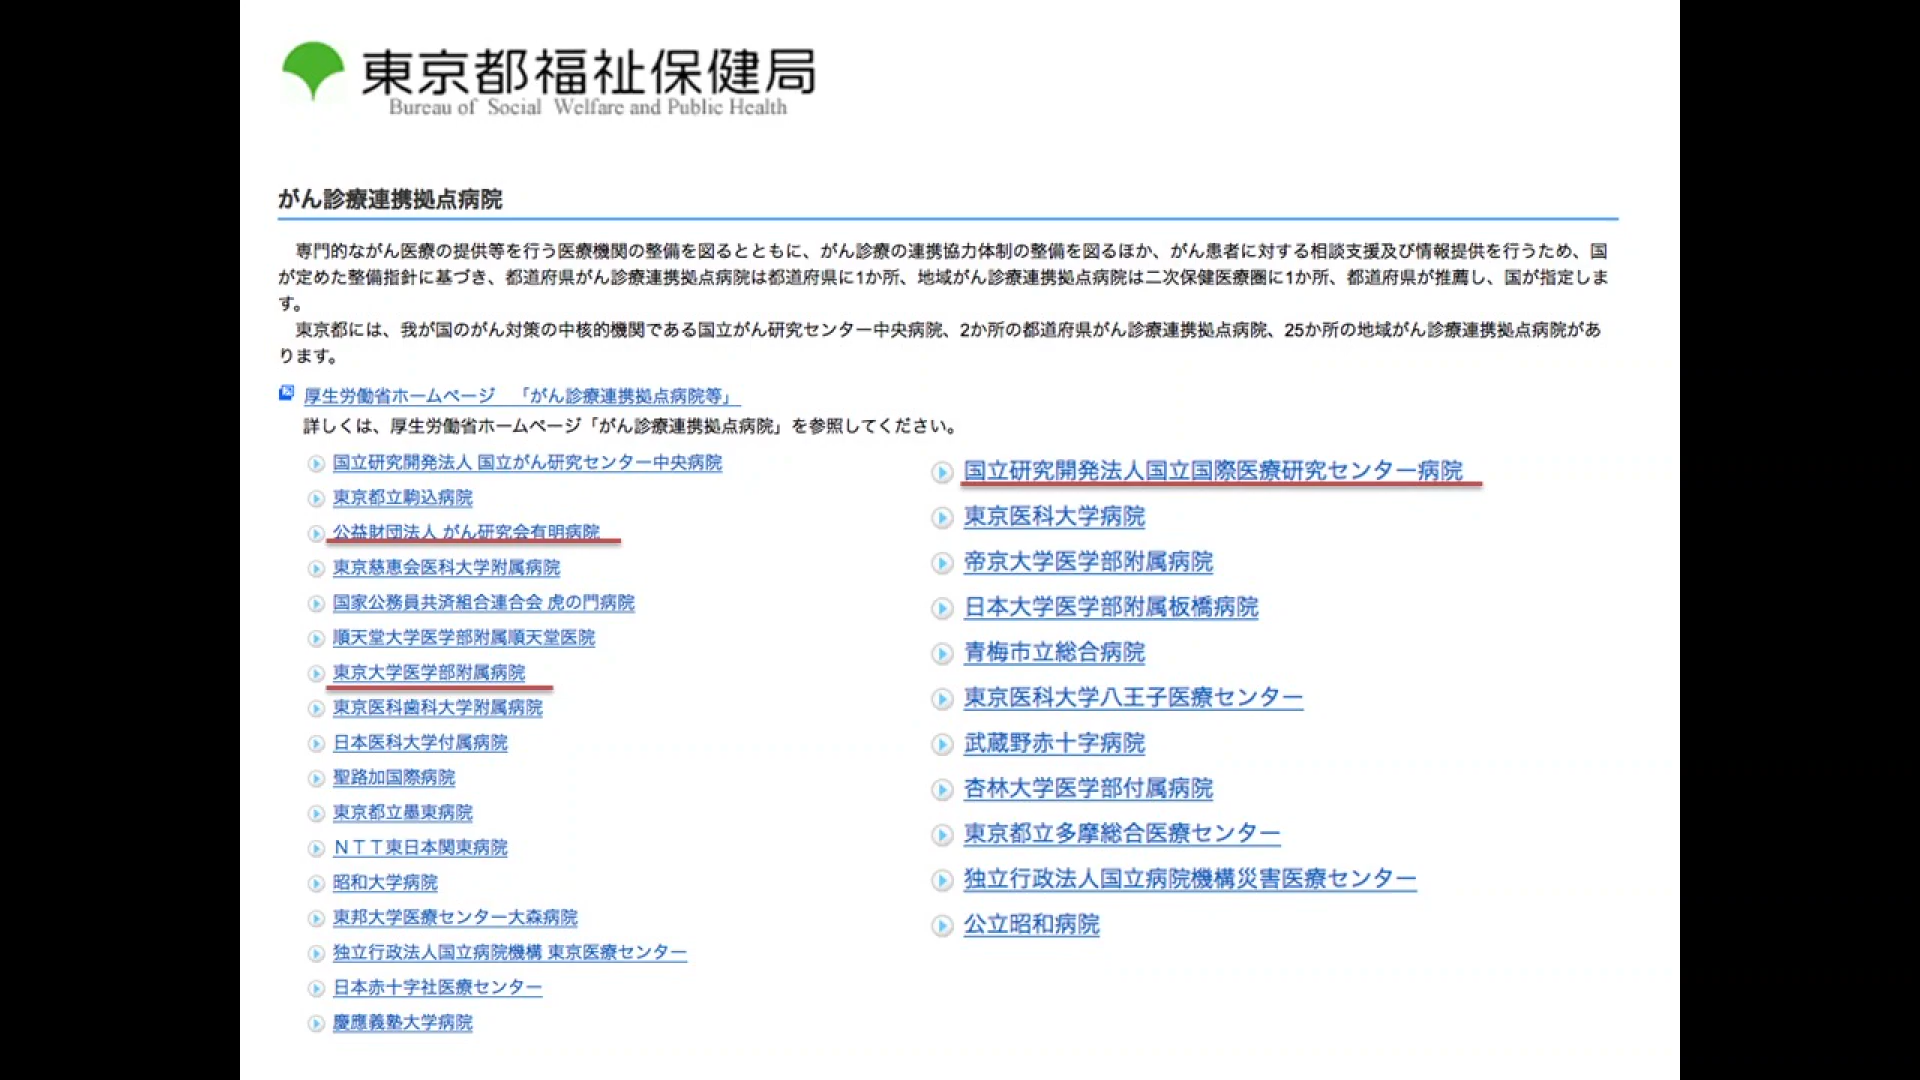 東京都福祉保健局
Bureau of Social Welfare and Public Health
がん診療連携拠点病院
専門的ながん医療の提供等を行う医療機関の整備を図るとともに、がん診療の連携協力体制の整備を図るほか、がん患者に対する相談支援及び情報提供を行うため、国
が定めた整備指針に基づき、都道府県がん診療連携拠点病院は都道府県に1か所、地域がん診療連携拠点病院は二次保健医療圏に1か所、都道府県が推薦し、国が指定しま
す。
東京都には、我が国のがん対策の中核的機関である国立がん研究センター中央病院、2か所の都道府県がん診療連携拠点病院、25か所の地域がん診療連携拠点病院があ
ります。
厚生労働省ホームページ 「がん診療連携拠点病院等」
詳しくは、厚生労働省ホームページ「がん診療連携拠点病院」を参照してください。
国立研究開発法人 国立がん研究センター中央病院
東京都立駒込病院
公益財団法人 がん研究会有明病院
東京慈恵会医科大学附属病院
国家公務員共済組合連合会 虎の門病院
順天堂大学医学部附属順天堂医院
東京大学医学部附属病院
東京医科歯科大学附属病院
日本医科大学付属病院
聖路加国際病院
東京都立墨東病院
ＮＴＴ東日本関東病院
昭和大学病院
東邦大学医療センター大森病院
独立行政法人国立病院機構 東京医療センター
日本赤十字社医療センター
慶應義塾大学病院
国立研究開発法人国立国際医療研究センター病院
東京医科大学病院
帝京大学医学部附属病院
日本大学医学部附属板橋病院
青梅市立総合病院
東京医科大学八王子医療センター
武蔵野赤十字病院
杏林大学医学部付属病院
東京都立多摩総合医療センター
独立行政法人国立病院機構災害医療センター
公立昭和病院